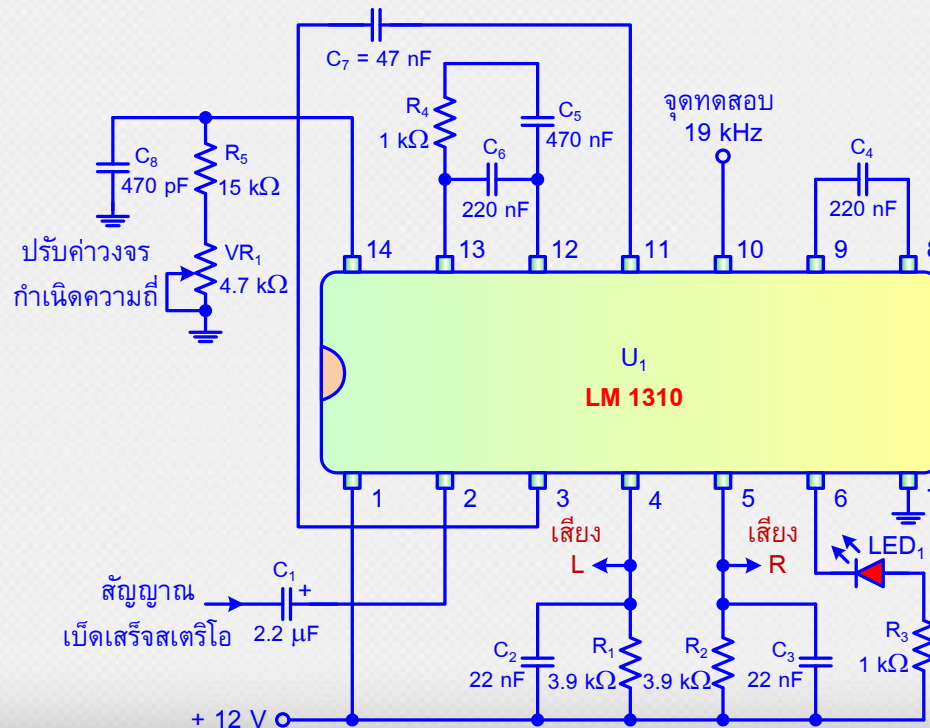 C₇ = 47 nF
R₄
1 kΩ
C₅
470 nF
C₆
220 nF
จุดทดสอบ
19 kHz
C₄
220 nF
C₈
470 pF
R₅
15 kΩ
ปรับค่าวงจร
กำเนิดความถี่
VR₁
4.7 kΩ
14
13
12
11
10
9
8
U₁
LM 1310
1
2
3
4
5
6
7
เสียง
L
เสียง
R
LED₁
สัญญาณ
เบ็ดเสร็จสเตริโอ
C₁
+
2.2 μF
C₂
22 nF
R₁
3.9 kΩ
R₂
3.9 kΩ
C₃
22 nF
R₃
1 kΩ
+ 12 V